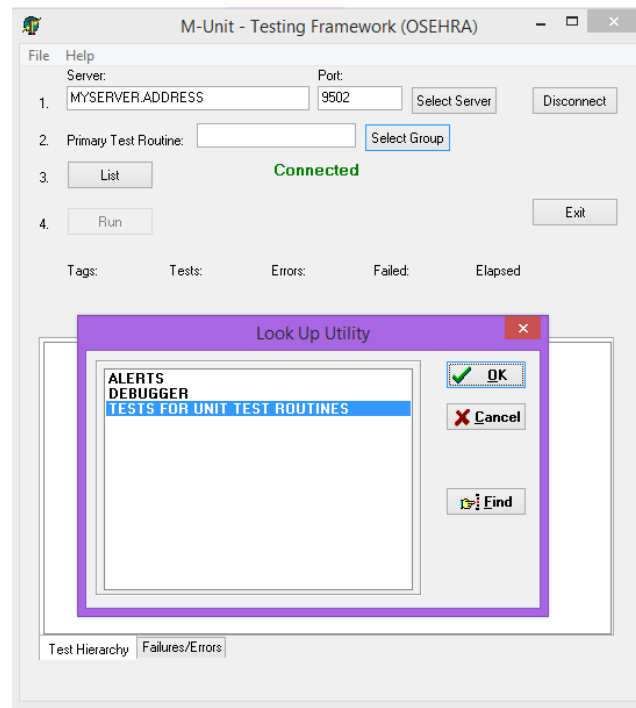 M-Unit - Testing Framework (OSEHRA)
File Help
Server: Port:
1. MYSERVER.ADDRESS 9502 Select Server Disconnect
2. Primary Test Routine: Select Group
3. List Connected
4. Run Exit
Tags: Tests: Errors: Failed: Elapsed
Look Up Utility
ALERTS
DEBUGGER
TESTS FOR UNIT TEST ROUTINES
OK
Cancel
Find
Test Hierarchy Failures/Errors